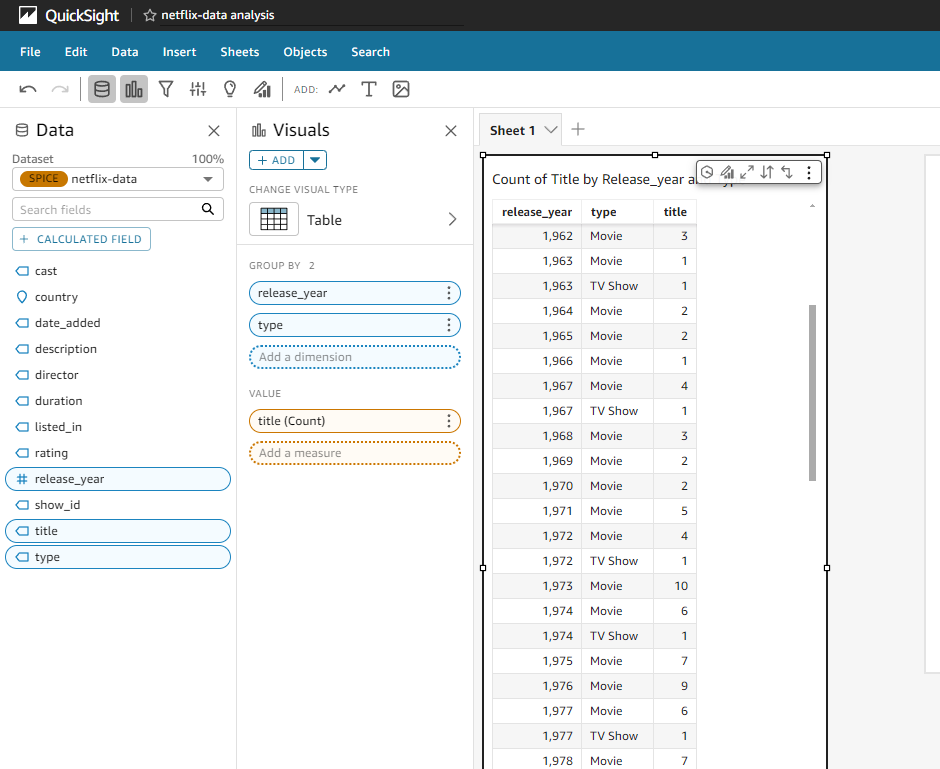 QuickSight netflix-data analysis
File Edit Data Insert Sheets Objects Search
ADD:
Data
Dataset 100%
SPICE netflix-data
Search fields
+ CALCULATED FIELD
cast
country
date_added
description
director
duration
listed_in
rating
# release_year
show_id
title
type
Visuals
+ ADD
CHANGE VISUAL TYPE
Table
GROUP BY 2
release_year
type
Add a dimension
VALUE
title (Count)
Add a measure
Sheet 1
Count of Title by Release_year
release_year type title
1,962 Movie 3
1,963 Movie 1
1,963 TV Show 1
1,964 Movie 2
1,965 Movie 2
1,966 Movie 1
1,967 Movie 4
1,967 TV Show 1
1,968 Movie 3
1,969 Movie 2
1,970 Movie 2
1,971 Movie 5
1,972 Movie 4
1,972 TV Show 1
1,973 Movie 10
1,974 Movie 6
1,974 TV Show 1
1,975 Movie 7
1,976 Movie 9
1,977 Movie 6
1,977 TV Show 1
1,978 Movie 7